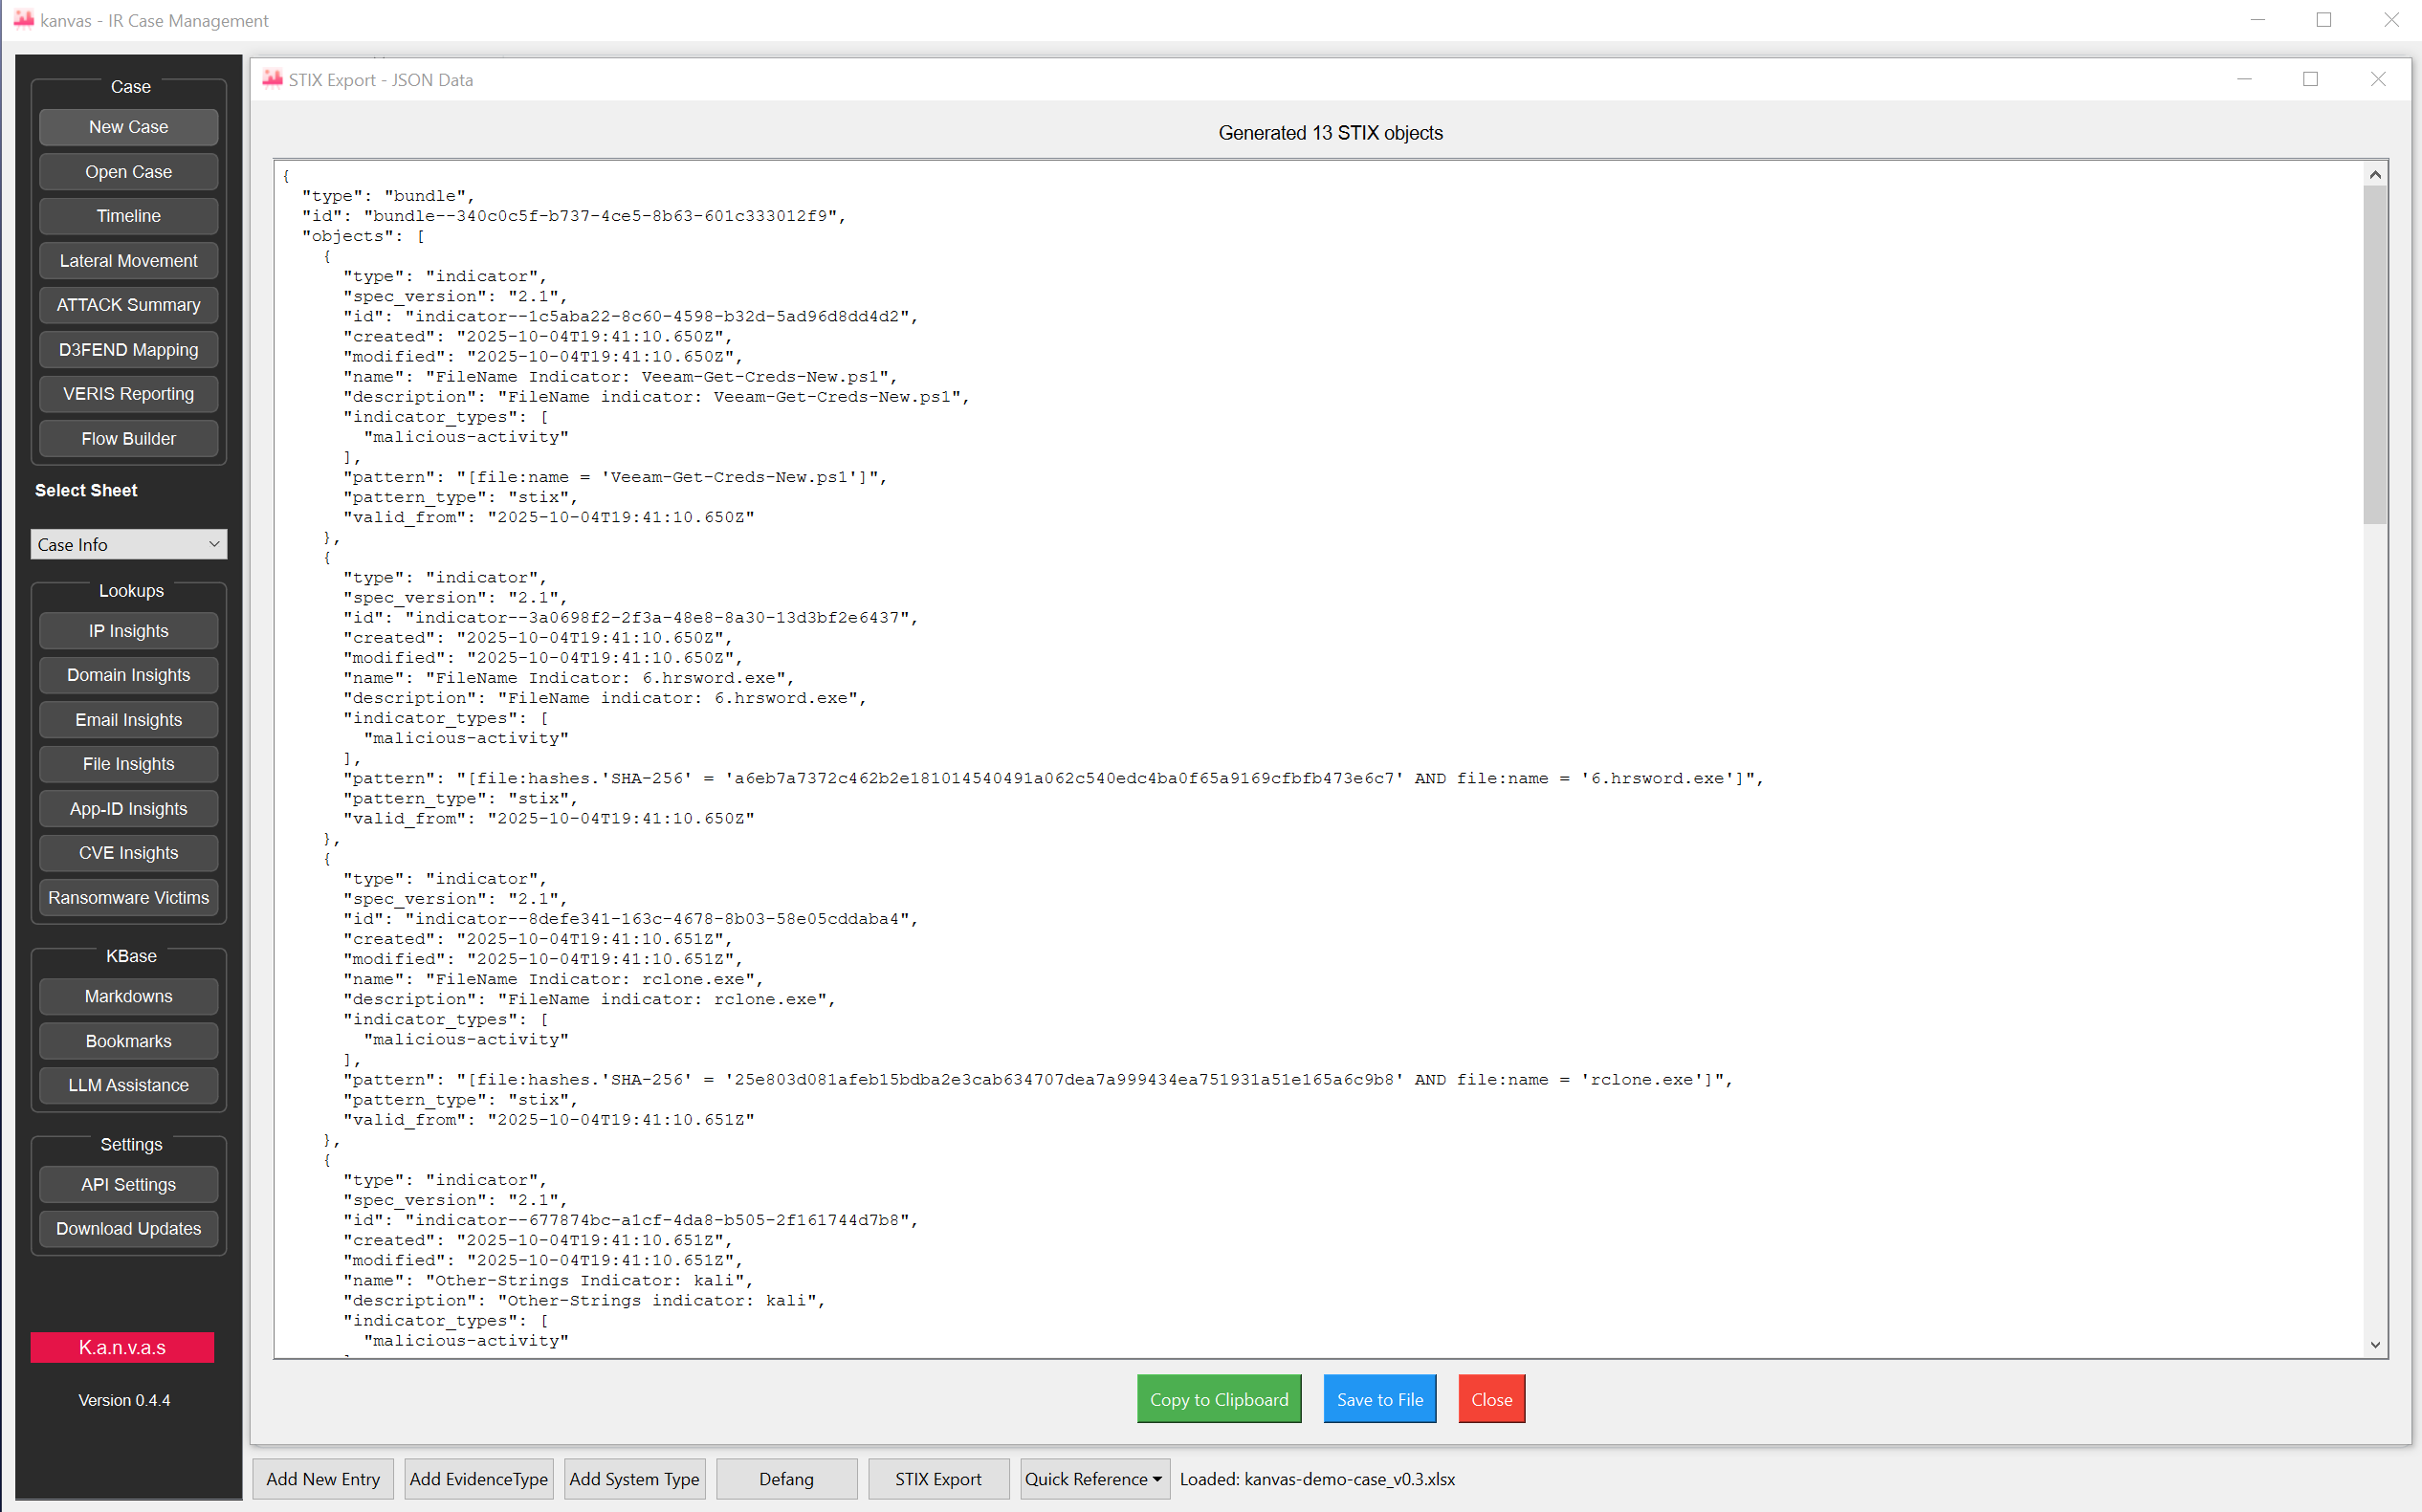 kanvas - IR Case Management
Case
New Case
Open Case
Timeline
Lateral Movement
ATTACK Summary
D3FEND Mapping
VERIS Reporting
Flow Builder
Select Sheet
Case Info
Lookups
IP Insights
Domain Insights
Email Insights
File Insights
App-ID Insights
CVE Insights
Ransomware Victims
KBase
Markdowns
Bookmarks
LLM Assistance
Settings
API Settings
Download Updates
K.a.n.v.a.s
Version 0.4.4
STIX Export - JSON Data
Generated 13 STIX objects
{
  "type": "bundle",
  "id": "bundle--340c0c5f-b737-4ce5-8b63-601c333012f9",
  "objects": [
    {
      "type": "indicator",
      "spec_version": "2.1",
      "id": "indicator--1c5aba22-8c60-4598-b32d-5ad96d8dd4d2",
      "created": "2025-10-04T19:41:10.650Z",
      "modified": "2025-10-04T19:41:10.650Z",
      "name": "FileName Indicator: Veeam-Get-Creds-New.ps1",
      "description": "FileName indicator: Veeam-Get-Creds-New.ps1",
      "indicator_types": [
        "malicious-activity"
      ],
      "pattern": "[file:name = 'Veeam-Get-Creds-New.ps1']",
      "pattern_type": "stix",
      "valid_from": "2025-10-04T19:41:10.650Z"
    },
    {
      "type": "indicator",
      "spec_version": "2.1",
      "id": "indicator--3a0698f2-2f3a-48e8-8a30-13d3bf2e6437",
      "created": "2025-10-04T19:41:10.650Z",
      "modified": "2025-10-04T19:41:10.650Z",
      "name": "FileName Indicator: 6.hrsword.exe",
      "description": "FileName indicator: 6.hrsword.exe",
      "indicator_types": [
        "malicious-activity"
      ],
      "pattern": "[file:hashes.'SHA-256' = 'a6eb7a7372c462b2e181014540491a062c540edc4ba0f65a9169cfbfb473e6c7' AND file:name = '6.hrsword.exe']",
      "pattern_type": "stix",
      "valid_from": "2025-10-04T19:41:10.650Z"
    },
    {
      "type": "indicator",
      "spec_version": "2.1",
      "id": "indicator--8defe341-163c-4678-8b03-58e05cddaba4",
      "created": "2025-10-04T19:41:10.651Z",
      "modified": "2025-10-04T19:41:10.651Z",
      "name": "FileName Indicator: rclone.exe",
      "description": "FileName indicator: rclone.exe",
      "indicator_types": [
        "malicious-activity"
      ],
      "pattern": "[file:hashes.'SHA-256' = '25e803d081afeb15bdba2e3cab634707dea7a999434ea751931a51e165a6c9b8' AND file:name = 'rclone.exe']",
      "pattern_type": "stix",
      "valid_from": "2025-10-04T19:41:10.651Z"
    },
    {
      "type": "indicator",
      "spec_version": "2.1",
      "id": "indicator--677874bc-a1cf-4da8-b505-2f161744d7b8",
      "created": "2025-10-04T19:41:10.651Z",
      "modified": "2025-10-04T19:41:10.651Z",
      "name": "Other-Strings Indicator: kali",
      "description": "Other-Strings indicator: kali",
      "indicator_types": [
        "malicious-activity"
Copy to Clipboard
Save to File
Close
Add New Entry
Add EvidenceType
Add System Type
Defang
STIX Export
Quick Reference
Loaded: kanvas-demo-case_v0.3.xlsx